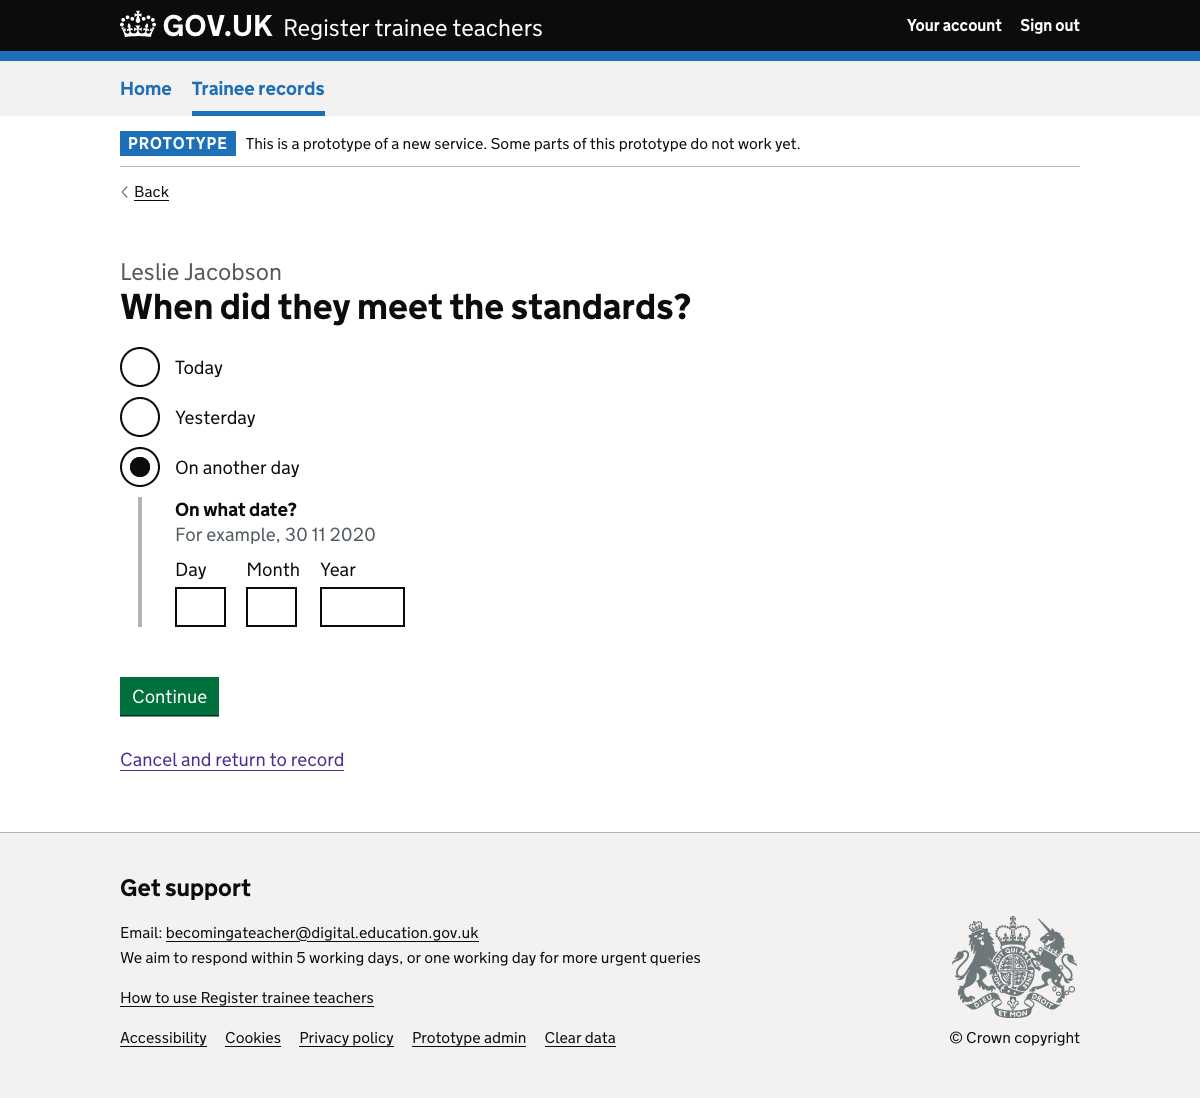 GOV.UK Register trainee teachers Your account Sign out
Home Trainee records
PROTOTYPE This is a prototype of a new service. Some parts of this prototype do not work yet.
Back
Leslie Jacobson
When did they meet the standards?
Today
Yesterday
On another day
On what date?
For example, 30 11 2020
Day Month Year
Continue
Cancel and return to record
Get support
Email: becomingateacher@digital.education.gov.uk
We aim to respond within 5 working days, or one working day for more urgent queries
How to use Register trainee teachers
DIEU ET MON DROIT
Accessibility Cookies Privacy policy Prototype admin Clear data © Crown copyright